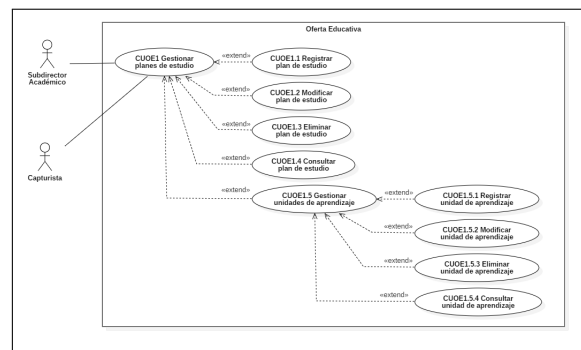 Oferta Educativa
Subdirector
Académico
Capturista
CUOE1 Gestionar
planes de estudio
«extend»
CUOE1.1 Registrar
plan de estudio
«extend»
CUOE1.2 Modificar
plan de estudio
«extend»
CUOE1.3 Eliminar
plan de estudio
«extend»
CUOE1.4 Consultar
plan de estudio
«extend»
CUOE1.5 Gestionar
unidades de aprendizaje
«extend»
CUOE1.5.1 Registrar
unidad de aprendizaje
«extend»
CUOE1.5.2 Modificar
unidad de aprendizaje
«extend»
CUOE1.5.3 Eliminar
unidad de aprendizaje
«extend»
CUOE1.5.4 Consultar
unidad de aprendizaje